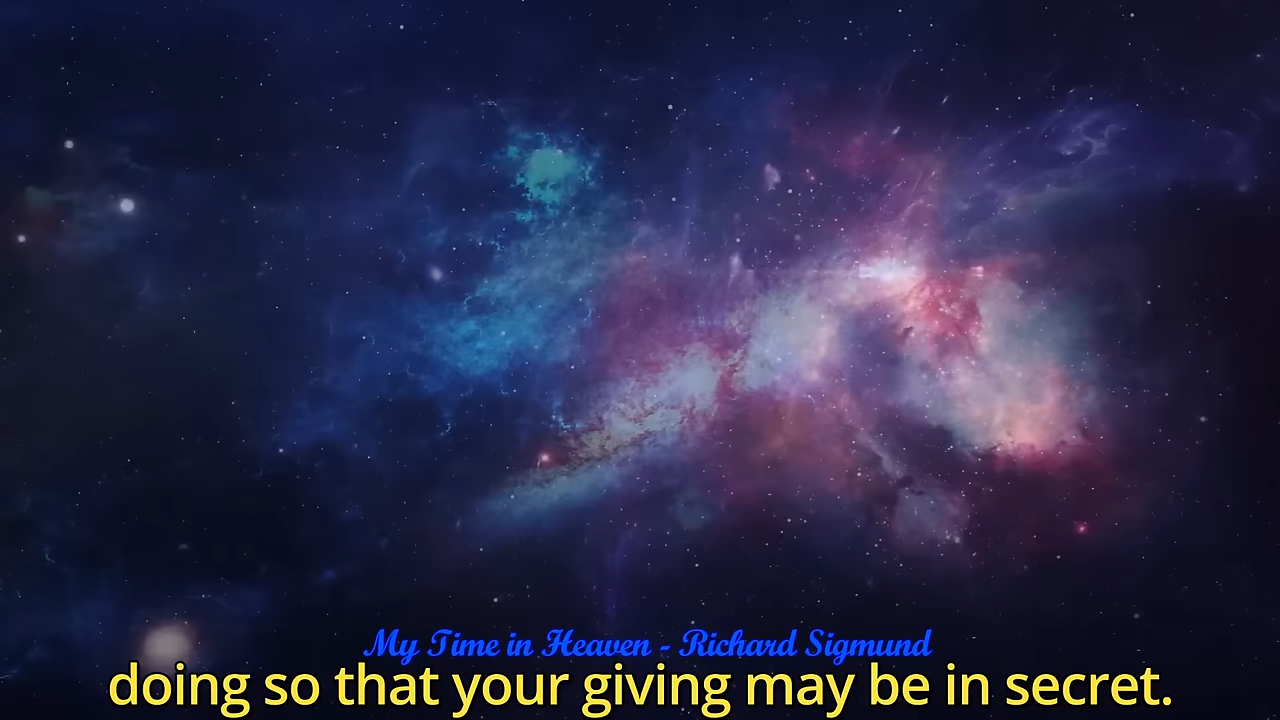 My Time in Heaven - Richard Sigmund
doing so that your giving may be in secret.